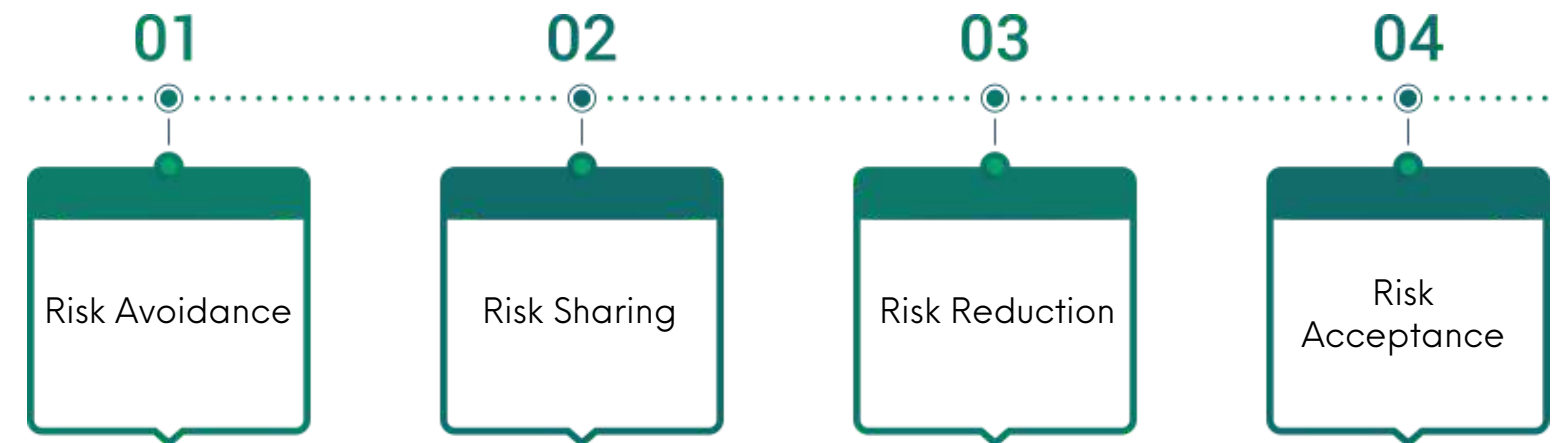 01
02
03
04
Risk Avoidance
Risk Sharing
Risk Reduction
Risk
Acceptance